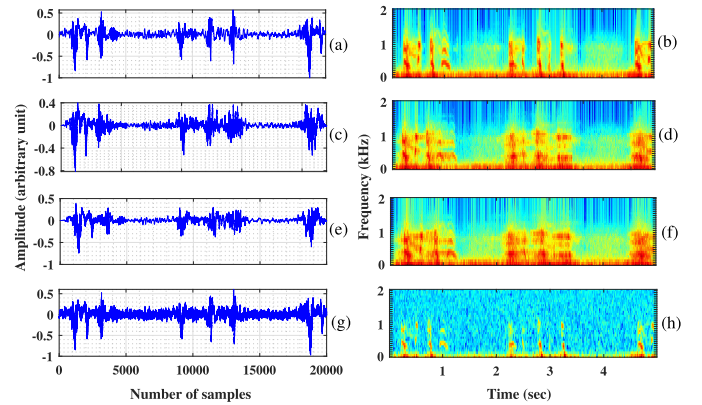 0.5
0
-0.5
-1
(a)
2
1
0
(b)
0.4
0
-0.4
-0.8
(c)
2
1
0
(d)
0.5
0
-0.5
-1
(e)
2
1
0
(f)
0.5
0
-0.5
-1
(g)
2
1
0
(h)
0 5000 10000 15000 20000
1 2 3 4
Amplitude (arbitrary unit)
Frequency (kHz)
Number of samples
Time (sec)